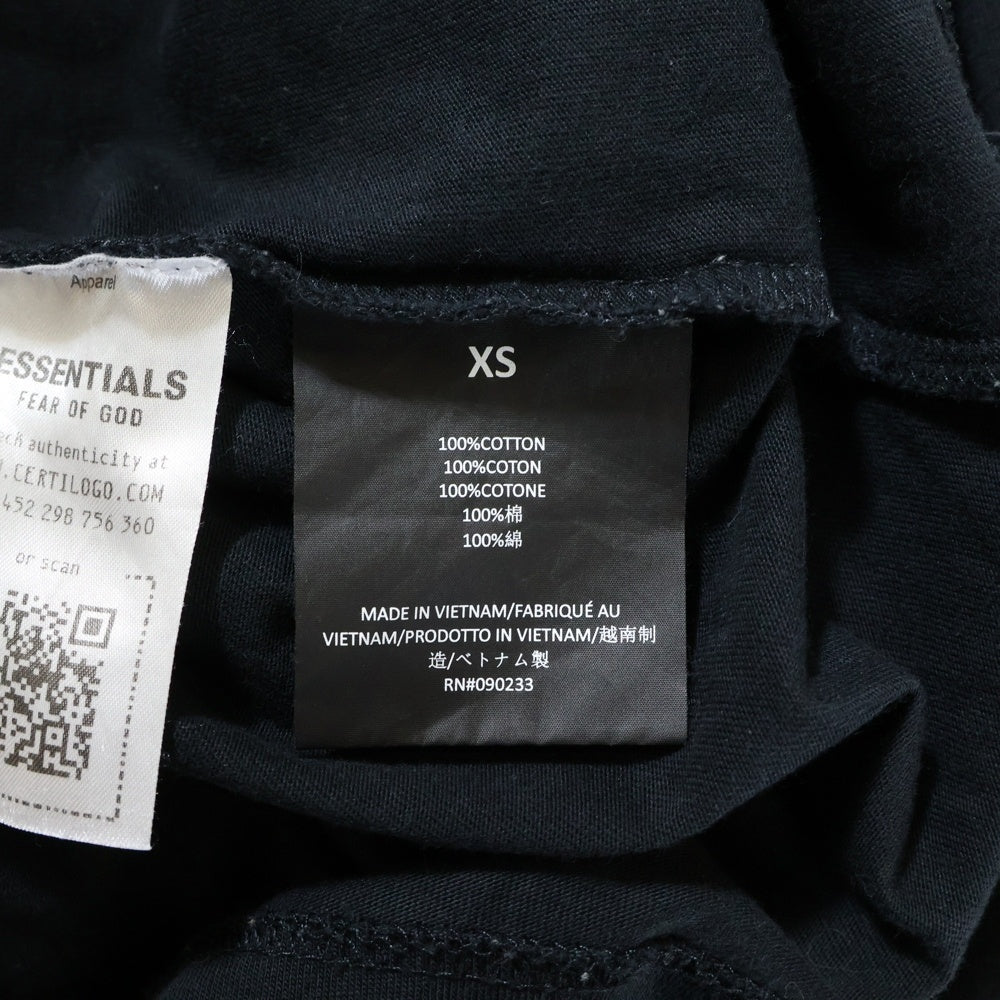 Apparel
ESSENTIALS
FEAR OF GOD
authenticity at
.CERTILOGO.COM
452 298 756 360
or scan
XS
100%COTTON
100%COTON
100%COTONE
100%棉
100%綿
MADE IN VIETNAM/FABRIQUÉ AU
VIETNAM/PRODOTTO IN VIETNAM/越南制
造/ベトナム製
RN#090233